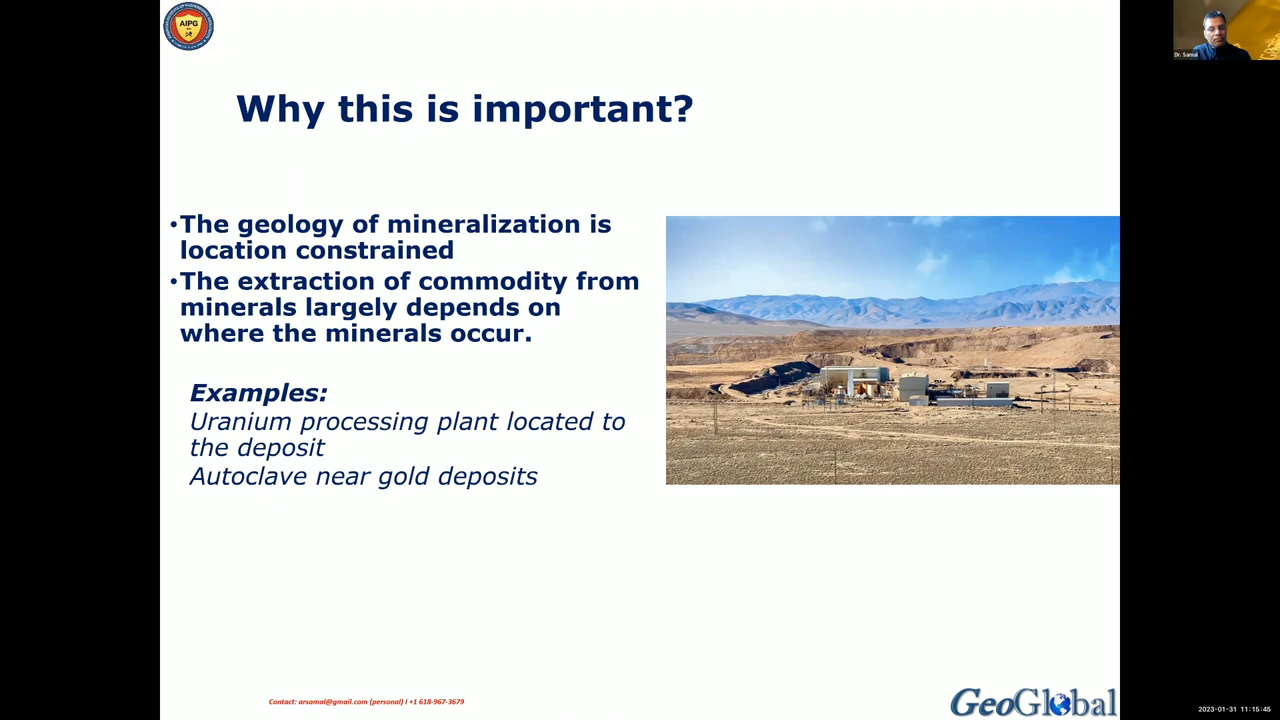 AIPG
Why this is important?
•The geology of mineralization is
location constrained
•The extraction of commodity from
minerals largely depends on
where the minerals occur.
Examples:
Uranium processing plant located to
the deposit
Autoclave near gold deposits
Contact: arsamal@gmail.com (personal) I +1 618-967-3679
GeoGlobal
Dr. Samal
2023-01-31 11:15:45